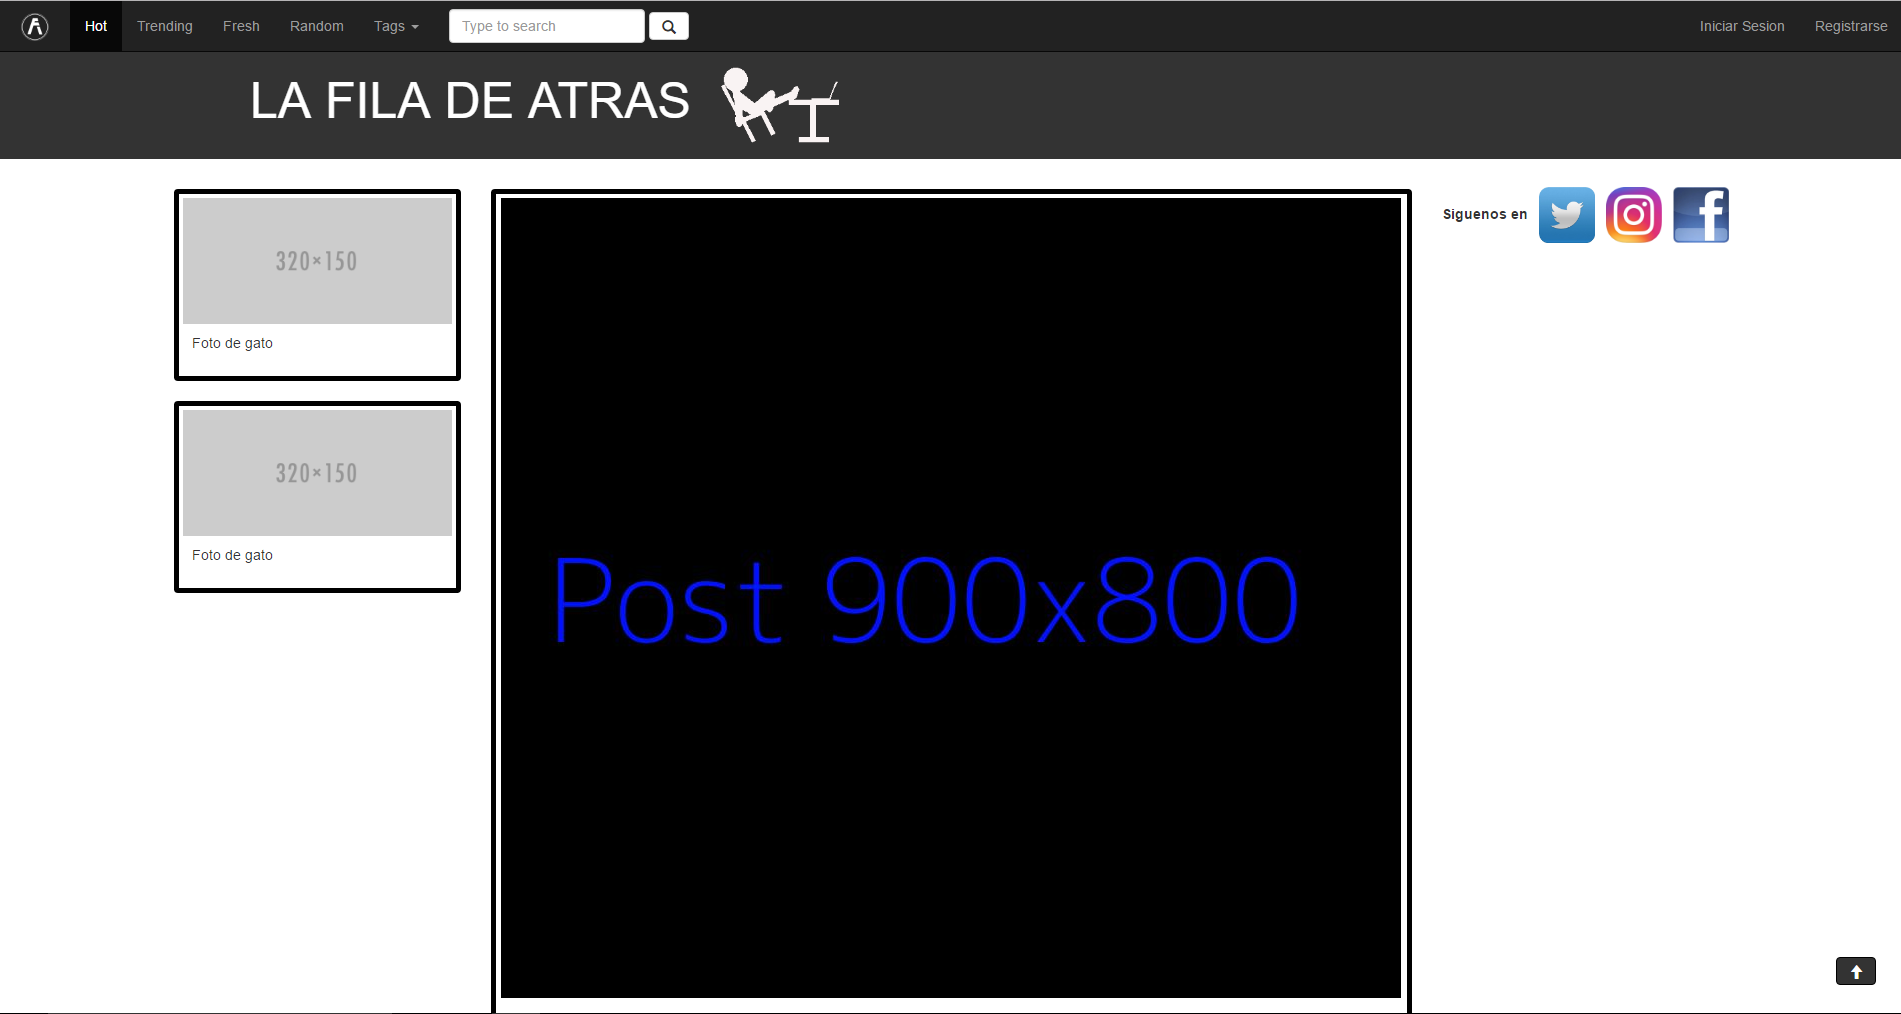 Hot Trending Fresh Random Tags Type to search Iniciar Sesion Registrarse
LA FILA DE ATRAS
320×150
Foto de gato
320×150
Foto de gato
Post 900x800
Siguenos en